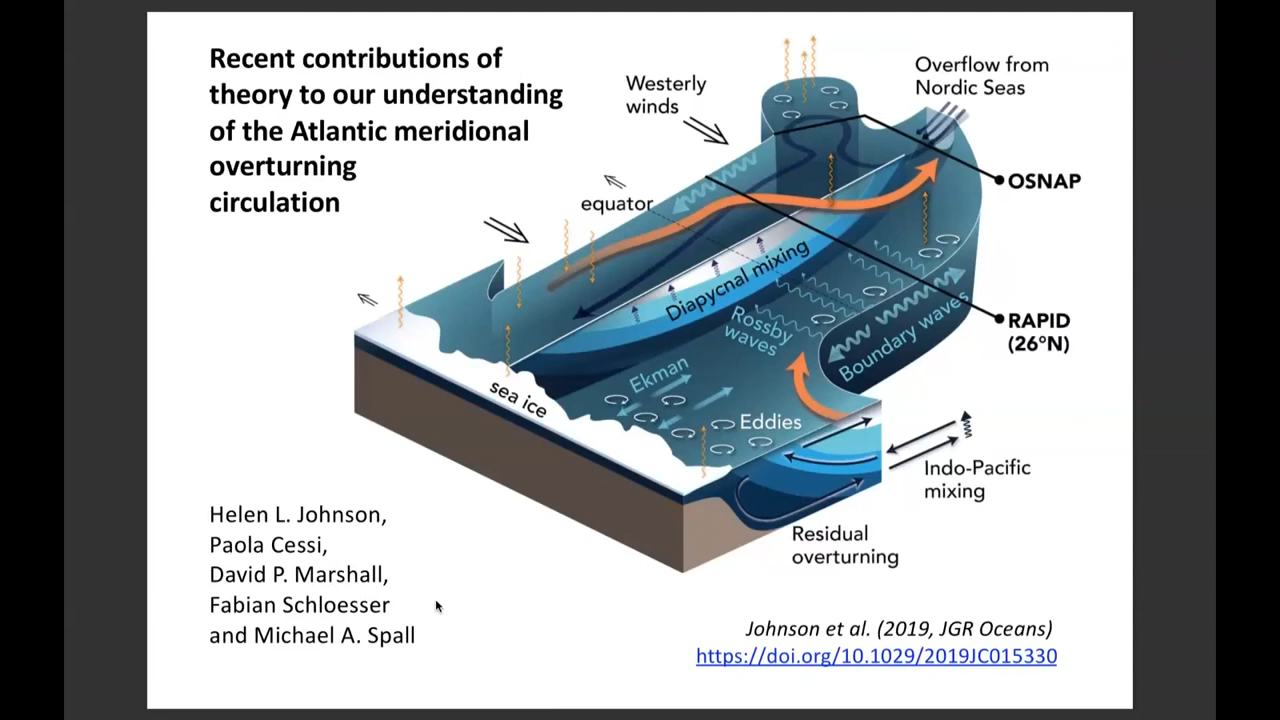 Recent contributions of
theory to our understanding
of the Atlantic meridional
overturning
circulation
Westerly
winds
Overflow from
Nordic Seas
OSNAP
equator
Diapycnal mixing
RAPID
(26°N)
Rossby
waves
Boundary waves
Ekman
sea ice
Eddies
Indo-Pacific
mixing
Residual
overturning
Helen L. Johnson,
Paola Cessi,
David P. Marshall,
Fabian Schloesser
and Michael A. Spall
Johnson et al. (2019, JGR Oceans)
https://doi.org/10.1029/2019JC015330